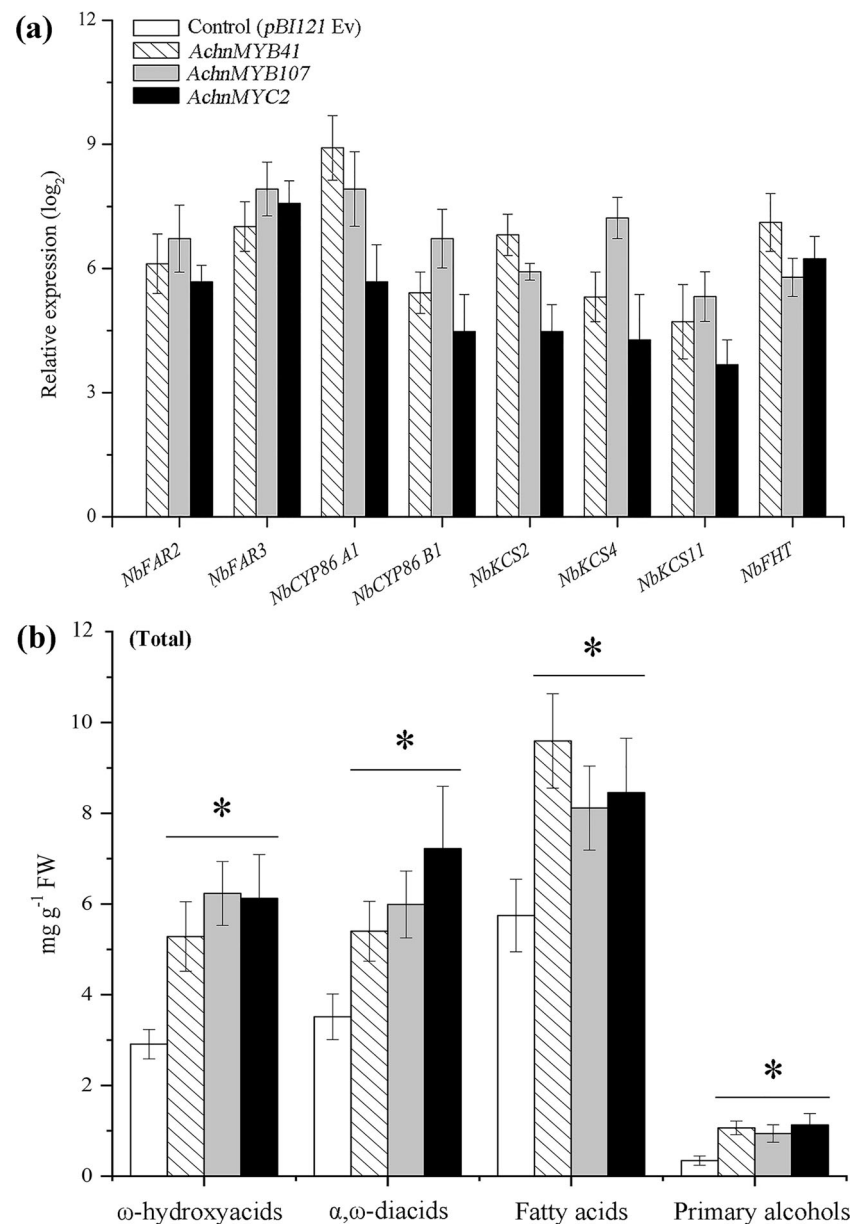 (a)
12
9
6
3
0
Relative expression (log₂)
Control (pBI121 Ev)
AchnMYB41
AchnMYB107
AchnMYC2
NbFAR2
NbFAR3
NbCYP86 A1
NbCYP86 B1
NbKCS2
NbKCS4
NbKCS11
NbFHT
(b)
(Total)
12
10
8
6
4
2
0
mg g⁻¹ FW
*
*
*
*
ω-hydroxyacids
α,ω-diacids
Fatty acids
Primary alcohols